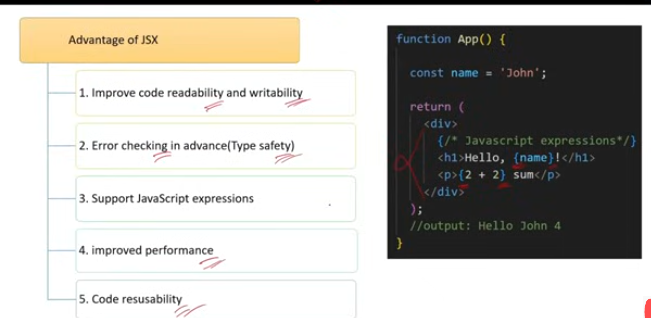 Advantage of JSX
1. Improve code readability and writability
2. Error checking in advance(Type safety)
3. Support JavaScript expressions
4. improved performance
5. Code resusability
function App() {
const name = 'John';
return (
<div>
{/* Javascript expressions*/}
<h1>Hello, {name}!</h1>
<p>{2 + 2} sum</p>
</div>
);
//output: Hello John 4
}